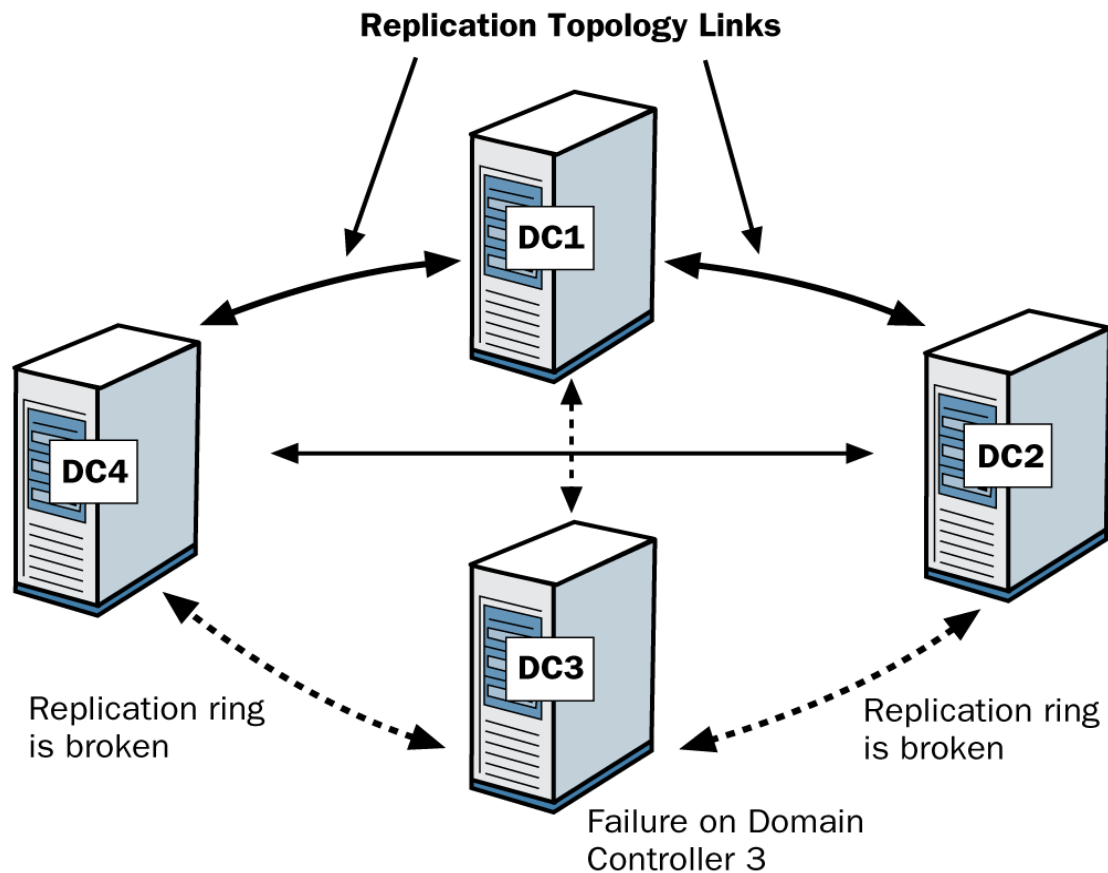 Replication Topology Links
DC1
DC4
DC2
DC3
Replication ring
is broken
Replication ring
is broken
Failure on Domain
Controller 3